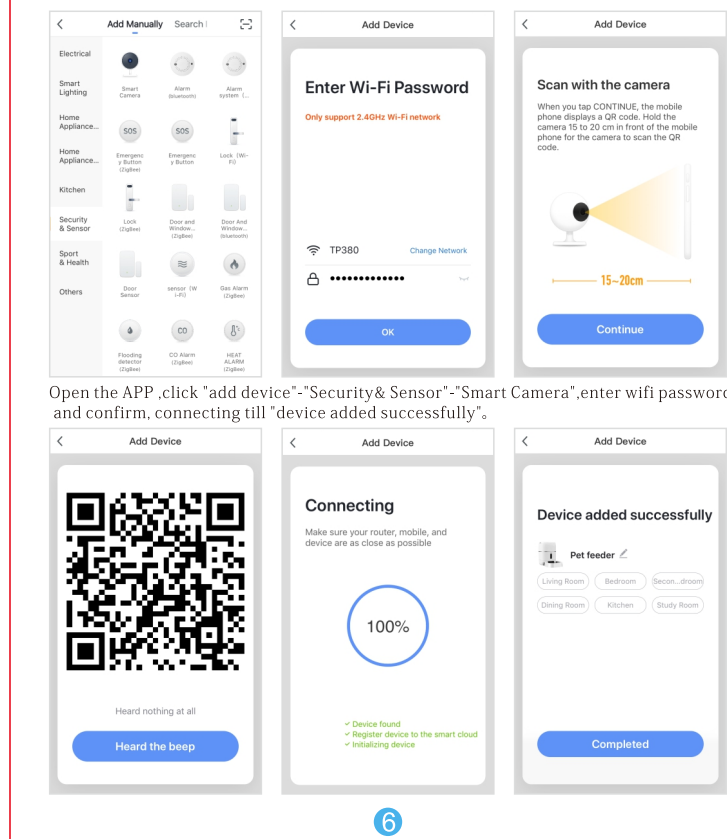 Add Manually Search
Electrical
Smart
Lighting
Home
Appliance...
Home
Appliance...
Kitchen
Security
& Sensor
Sport
& Health
Others
Smart
Camera
Alarm
(bluetooth)
Alarm
system (...
SOS
SOS
Emergenc
y Button
(ZigBee)
Emergenc
y Button
Lock (Wi-
Fi)
Lock
(ZigBee)
Door and
Window...
(ZigBee)
Door And
Window...
(bluetooth)
Door
Sensor
sensor (W
i-Fi)
Gas Alarm
(ZigBee)
CO
Flooding
detector
(ZigBee)
CO Alarm
(ZigBee)
HEAT
ALARM
(ZigBee)
Add Device
Enter Wi-Fi Password
Only support 2.4GHz Wi-Fi network
TP380 Change Network
•••••••••••••
OK
Add Device
Scan with the camera
When you tap CONTINUE, the mobile
phone displays a QR code. Hold the
camera 15 to 20 cm in front of the mobile
phone for the camera to scan the QR
code.
15~20cm
Continue
Open the APP ,click "add device"-"Security& Sensor"-"Smart Camera",enter wifi password
and confirm, connecting till "device added successfully"。
Add Device
Heard nothing at all
Heard the beep
Add Device
Connecting
Make sure your router, mobile, and
device are as close as possible
100%
Device found
Register device to the smart cloud
Initializing device
Add Device
Device added successfully
Pet feeder
Living Room Bedroom Secon...droom
Dining Room Kitchen Study Room
Completed
6